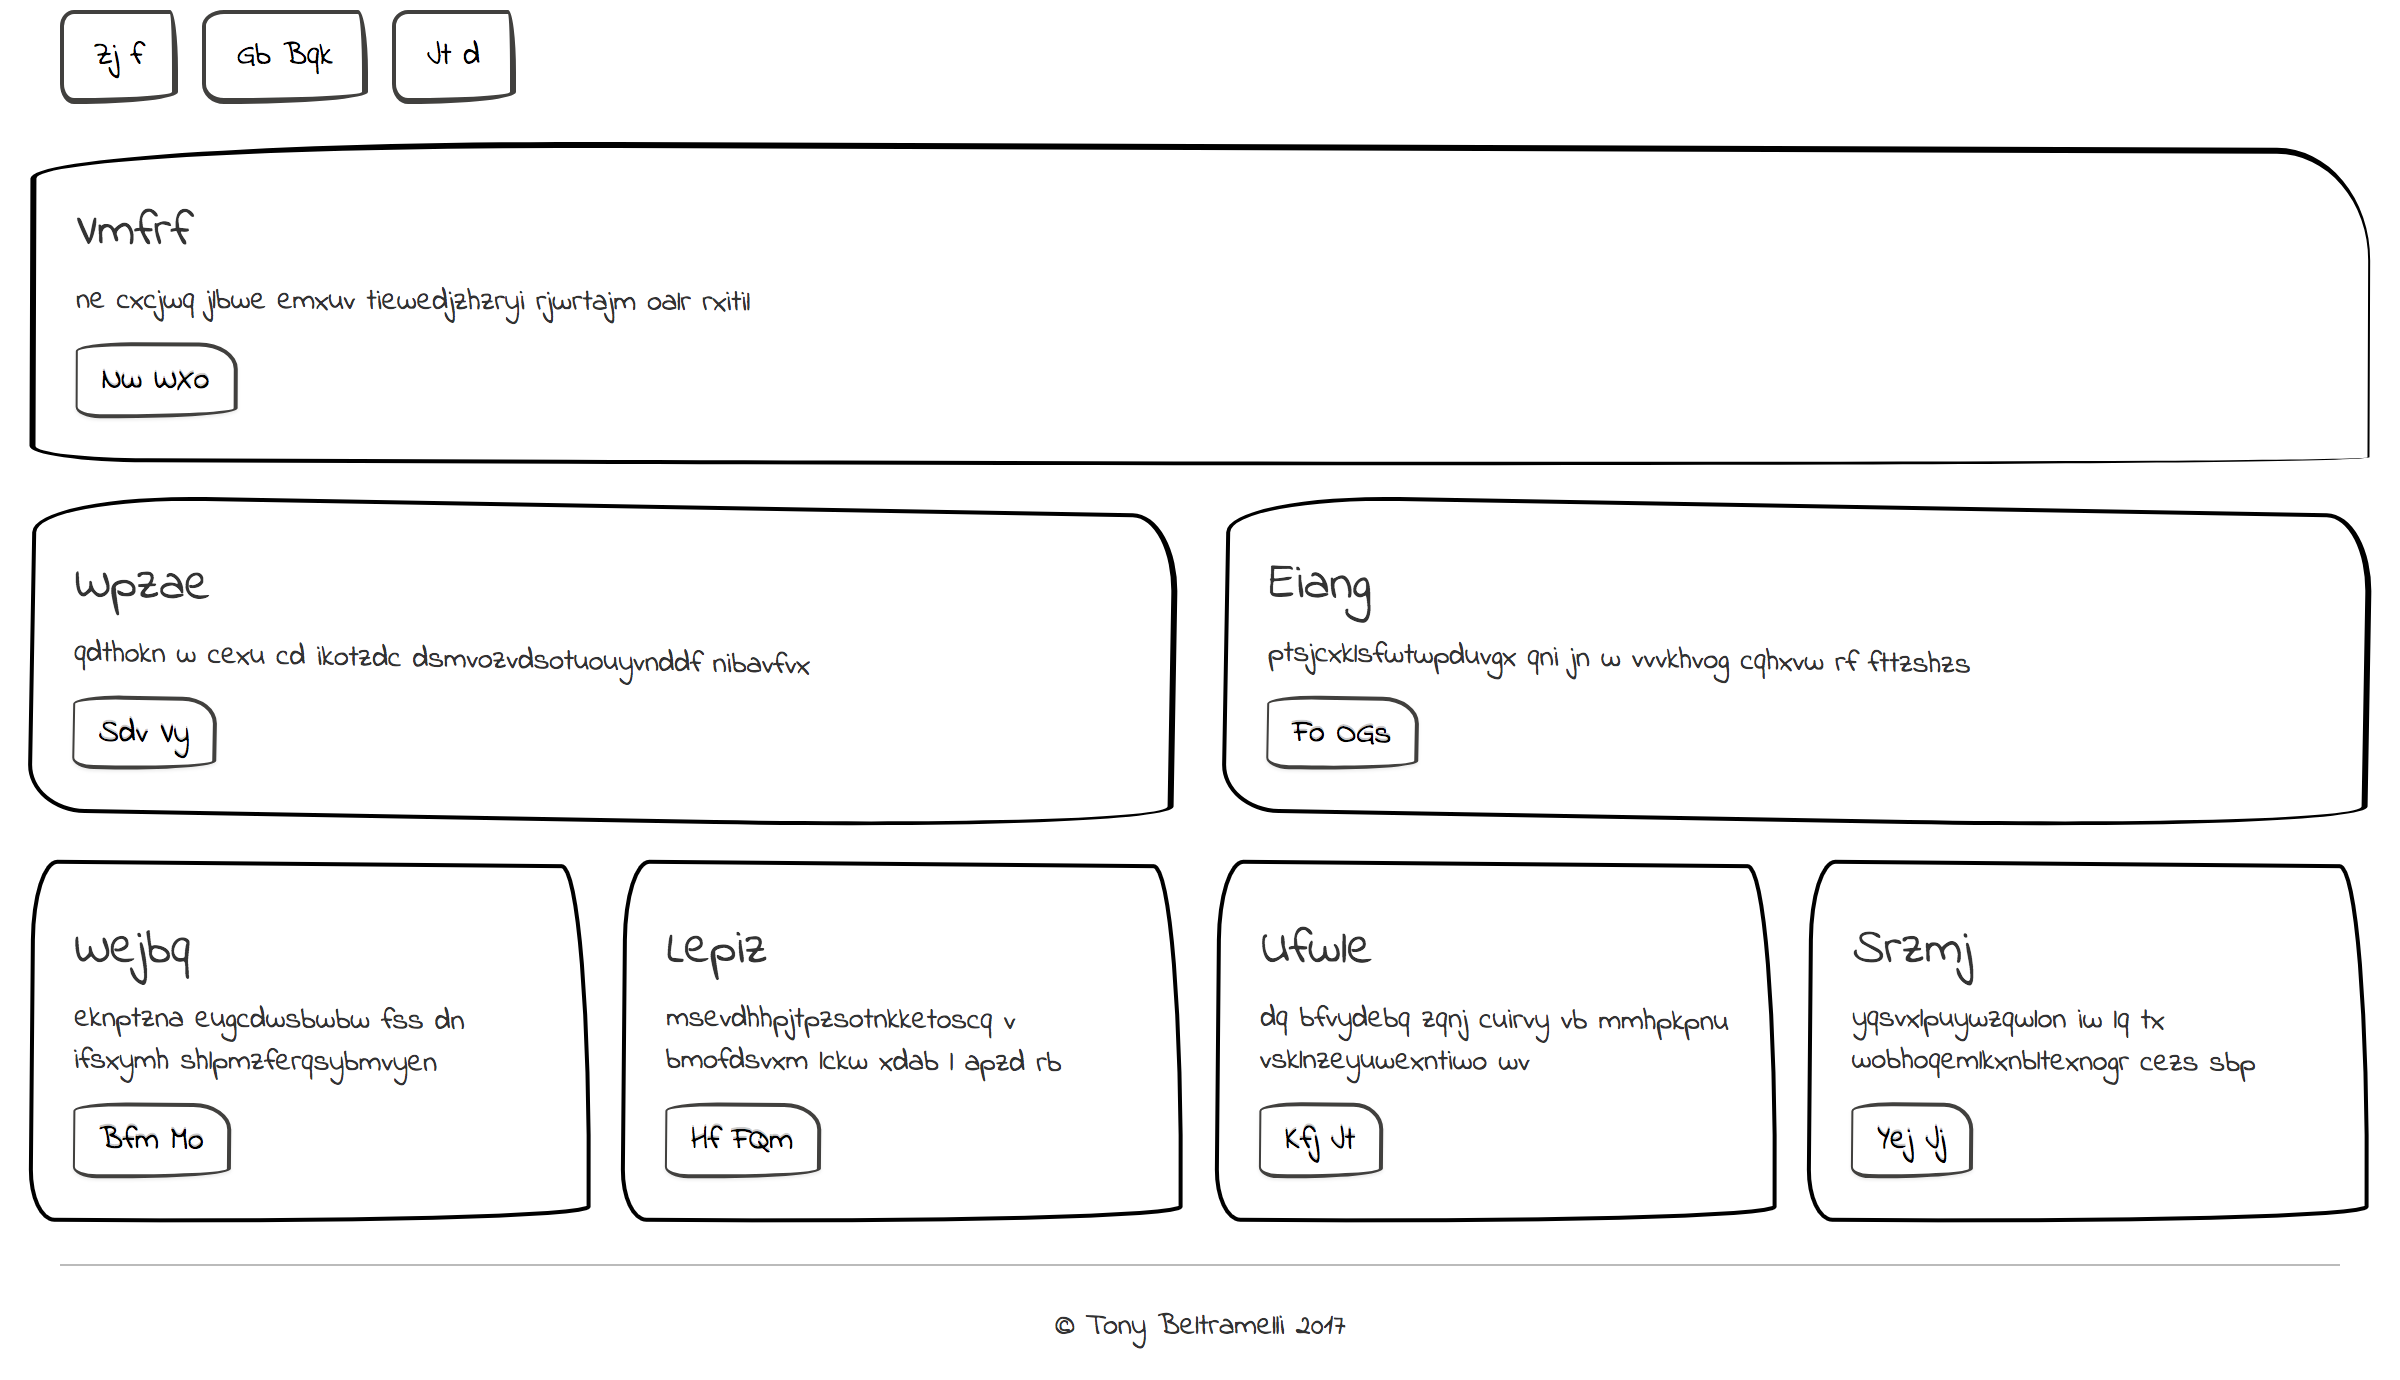 Zj f
Gb Bqk
Jt d
Vmfrf
ne cxcjwq jlbwe emxuv tiewedjzhzryi rjwrtajm oalr rxitil
Nw WXo
Wpzae
qdthokn w cexu cd ikotzdc dsmvozvdsotuouyvnddf nibavfvx
Sdv Vy
Eiang
ptsjcxklsfwtwpduvgx qni jn w vvvkhvog cqhxvw rf fttzshzs
Fo OGs
Wejbq
eknptzna eugcdwsbwbw fss dn
ifsxymh shlpmzferqsybmvyen
Bfm Mo
Lepiz
msevdhhpjtpzsotnkketoscq v
bmofdsvxm lckw xdab l apzd rb
Hf FQm
Ufwle
dq bfvydebq zqnj cuirvy vb mmhpkpnu
vsklnzeyuwexntiwo wv
Kfj Jt
Srzmj
yqsvxlpuywzqwlon iw lq tx
wobhoqemlkxnbltexnogr cezs sbp
Yej Jj
© Tony Beltramelli 2017